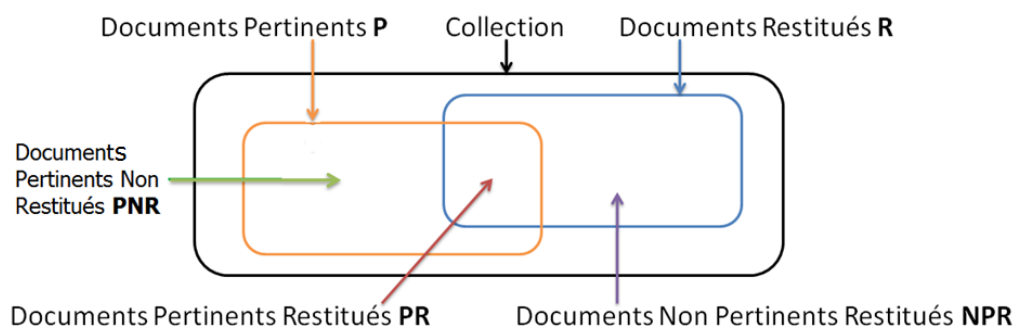 Documents Pertinents P
Collection
Documents Restitués R
Documents
Pertinents Non
Restitués PNR
Documents Pertinents Restitués PR
Documents Non Pertinents Restitués NPR